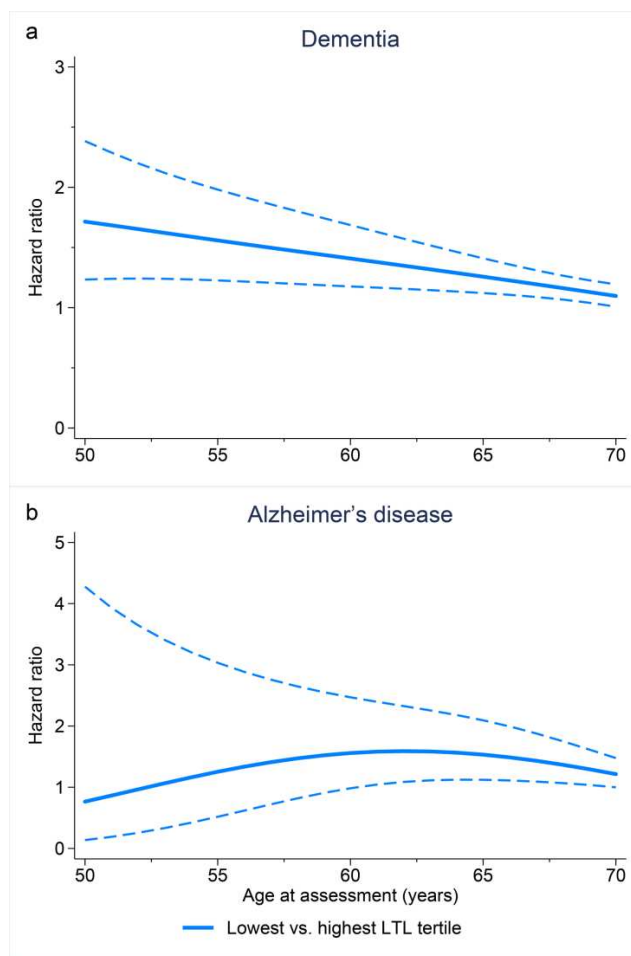 a
Dementia
3
2
1
0
Hazard ratio
50 55 60 65 70
b
Alzheimer's disease
5
4
3
2
1
0
Hazard ratio
50 55 60 65 70
Age at assessment (years)
Lowest vs. highest LTL tertile